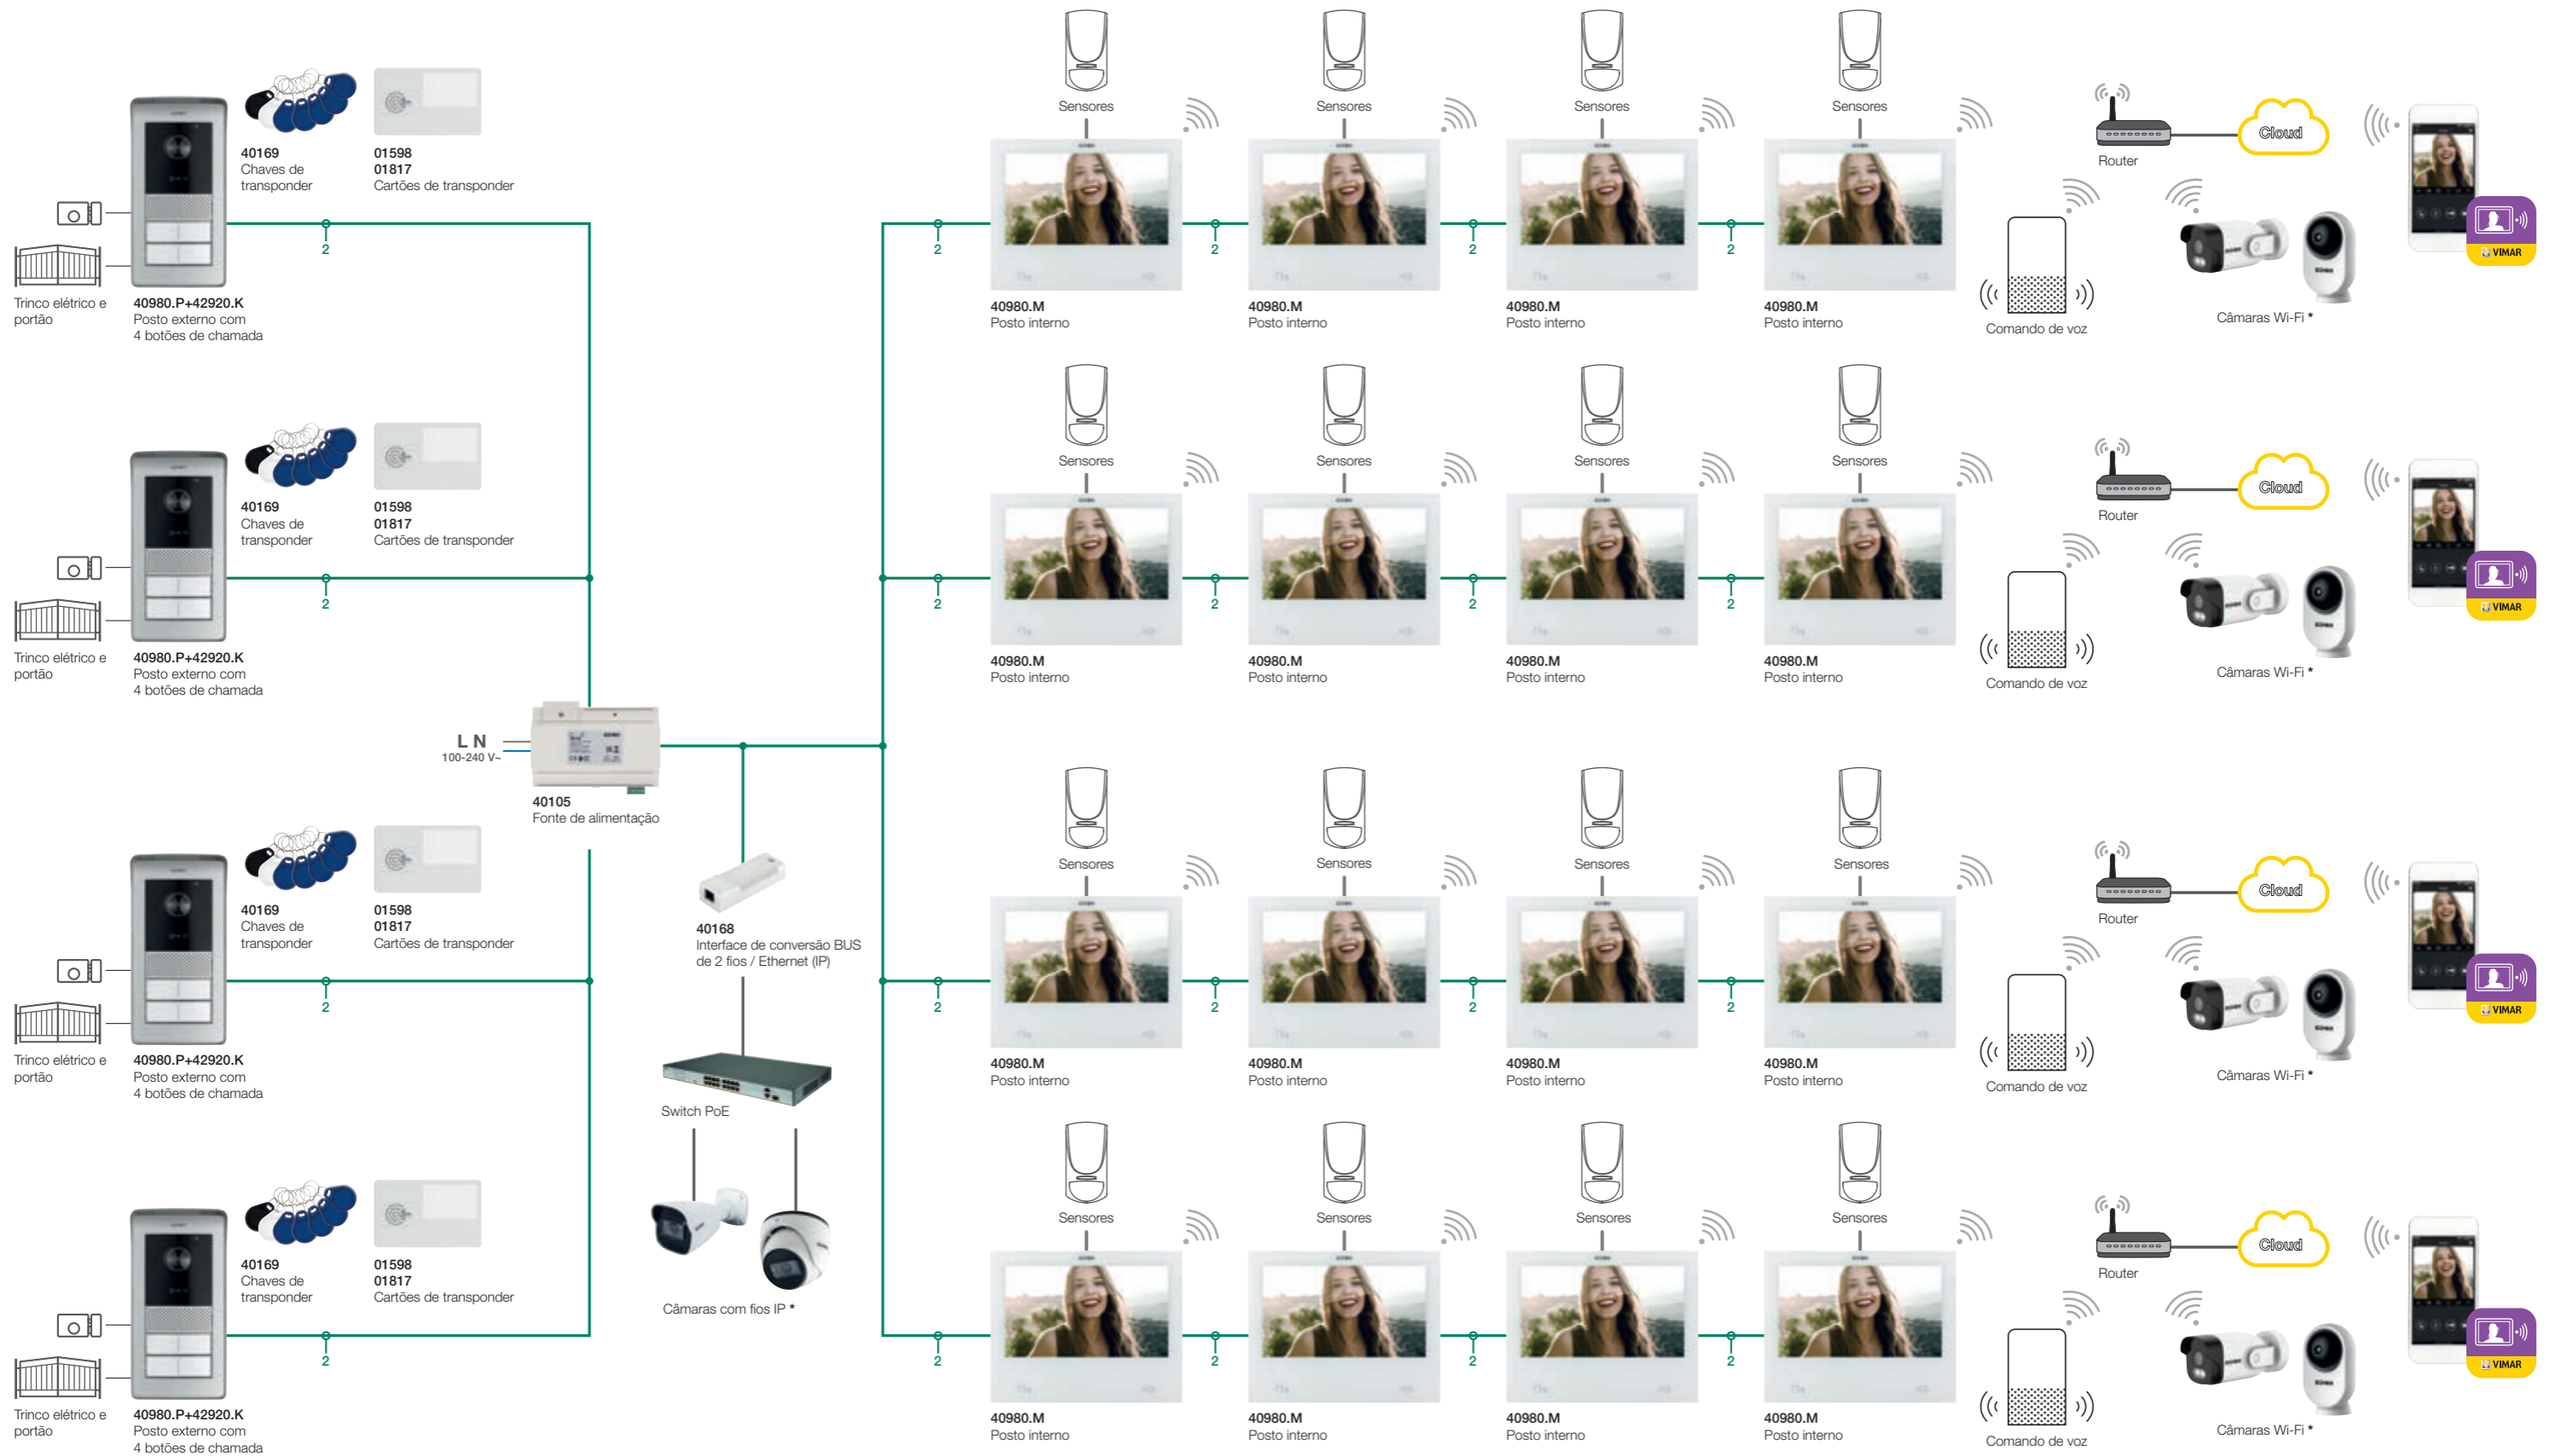 Sensores
Sensores
Sensores
Sensores
40169
Chaves de
transponder
01598
01817
Cartões de transponder
Cloud
Router
2
2
2
2
2
VIMAR
Trinco elétrico e
portão
40980.P+42920.K
Posto externo com
4 botões de chamada
40980.M
Posto interno
40980.M
Posto interno
40980.M
Posto interno
40980.M
Posto interno
Comando de voz
Câmaras Wi-Fi *
Sensores
Sensores
Sensores
Sensores
40169
Chaves de
transponder
01598
01817
Cartões de transponder
Cloud
Router
2
2
2
2
2
VIMAR
Trinco elétrico e
portão
40980.P+42920.K
Posto externo com
4 botões de chamada
40980.M
Posto interno
40980.M
Posto interno
40980.M
Posto interno
40980.M
Posto interno
Comando de voz
Câmaras Wi-Fi *
L N
100-240 V~
40105
Fonte de alimentação
Sensores
Sensores
Sensores
Sensores
40169
Chaves de
transponder
01598
01817
Cartões de transponder
40168
Interface de conversão BUS
de 2 fios / Ethernet (IP)
Cloud
Router
2
2
2
2
2
VIMAR
Trinco elétrico e
portão
40980.P+42920.K
Posto externo com
4 botões de chamada
40980.M
Posto interno
40980.M
Posto interno
40980.M
Posto interno
40980.M
Posto interno
Comando de voz
Câmaras Wi-Fi *
Switch PoE
Sensores
Sensores
Sensores
Sensores
40169
Chaves de
transponder
01598
01817
Cartões de transponder
Câmaras com fios IP *
Cloud
Router
2
2
2
2
2
VIMAR
Trinco elétrico e
portão
40980.P+42920.K
Posto externo com
4 botões de chamada
40980.M
Posto interno
40980.M
Posto interno
40980.M
Posto interno
40980.M
Posto interno
Comando de voz
Câmaras Wi-Fi *